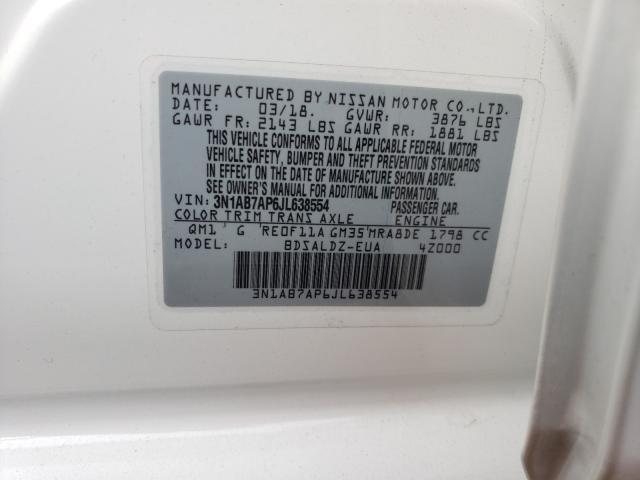 MANUFACTURED BY NISSAN MOTOR CO., LTD.
DATE: 03/18. GVWR: 3876 LBS
GAWR FR: 2143 LBS GAWR RR: 1881 LBS
THIS VEHICLE CONFORMS TO ALL APPLICABLE FEDERAL MOTOR
VEHICLE SAFETY, BUMPER AND THEFT PREVENTION STANDARDS
IN EFFECT ON THE DATE OF MANUFACTURE SHOWN ABOVE.
SEE OWNER'S MANUAL FOR ADDITIONAL INFORMATION.
VIN: 3N1AB7AP6JL638554 PASSENGER CAR.
COLOR TRIM TRANS AXLE ENGINE
QM1 G RE0F11A GM35 MRA8DE 1798 CC
MODEL: BDSALDZ-EUA 4Z000
3N1AB7AP6JL638554